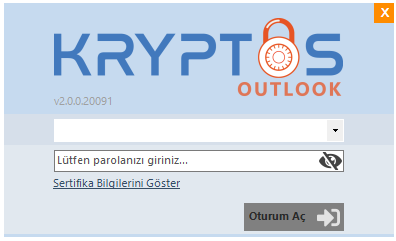 X
KRYPTOS
OUTLOOK
v2.0.0.20091
Lütfen parolanızı giriniz...
Sertifika Bilgilerini Göster
Oturum Aç